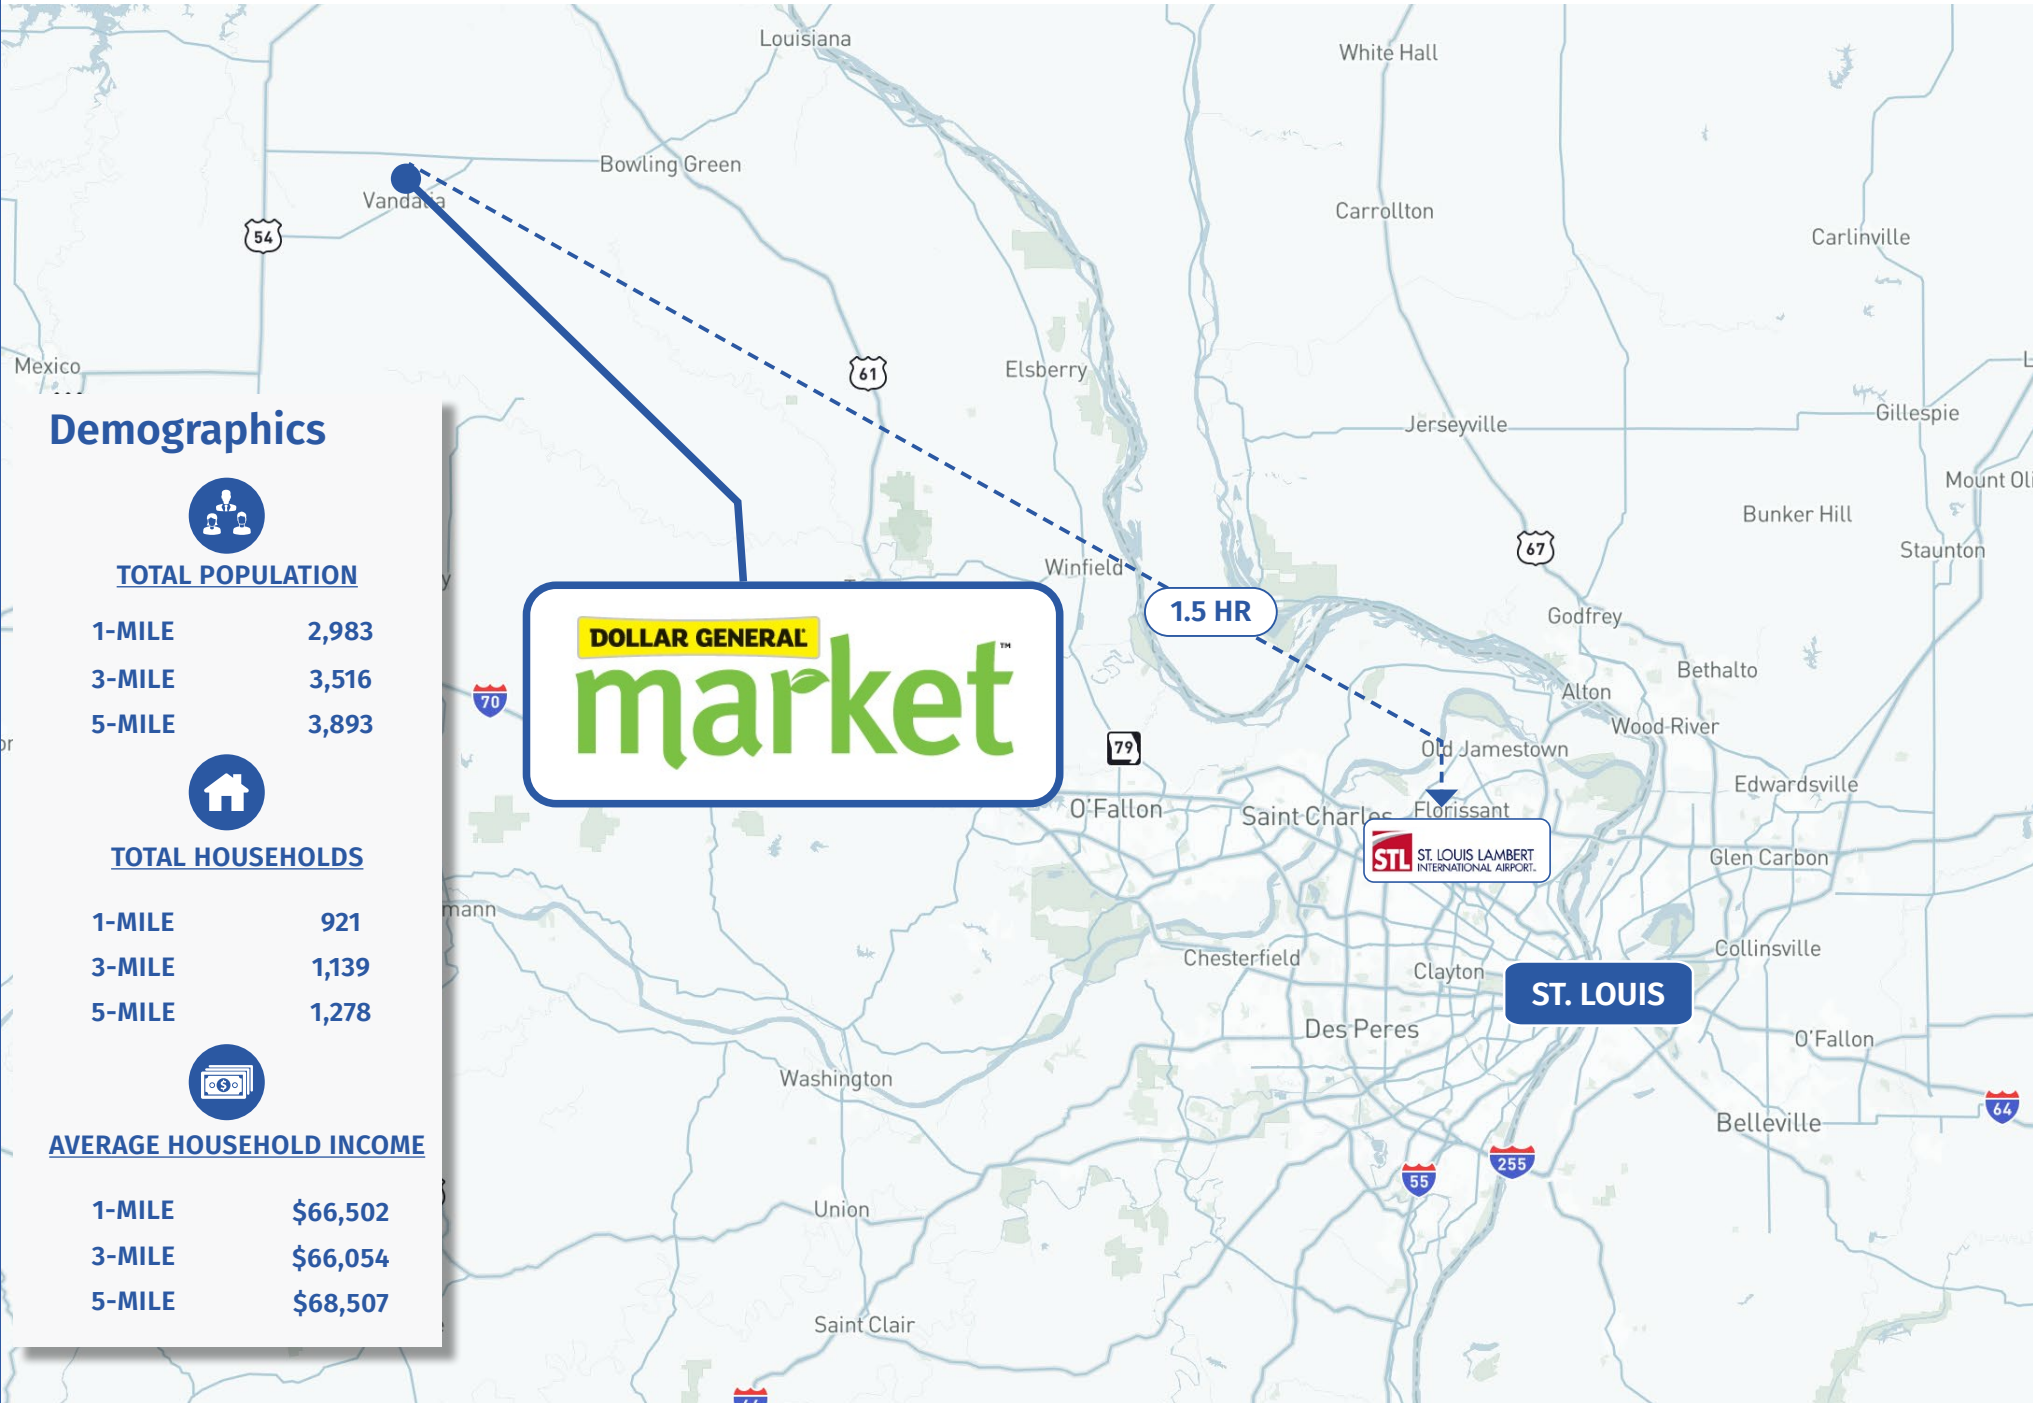 Louisiana
White Hall
Bowling Green
Vandalia
54
Carrollton
Carlinville
Mexico
61
Elsberry
Gillespie
Jerseyville
Mount Oli
Bunker Hill
67
Staunton
Winfield
1.5 HR
Godfrey
Bethalto
Alton
Wood River
70
79
Old Jamestown
Edwardsville
O'Fallon
Saint Charles
Florissant
STL ST. LOUIS LAMBERT
INTERNATIONAL AIRPORT
Glen Carbon
mann
Collinsville
Chesterfield
Clayton
ST. LOUIS
Des Peres
O'Fallon
Washington
64
Belleville
255
55
Union
Saint Clair
44
DOLLAR GENERAL
market™
Demographics
TOTAL POPULATION
1-MILE 2,983
3-MILE 3,516
5-MILE 3,893
TOTAL HOUSEHOLDS
1-MILE 921
3-MILE 1,139
5-MILE 1,278
AVERAGE HOUSEHOLD INCOME
1-MILE $66,502
3-MILE $66,054
5-MILE $68,507